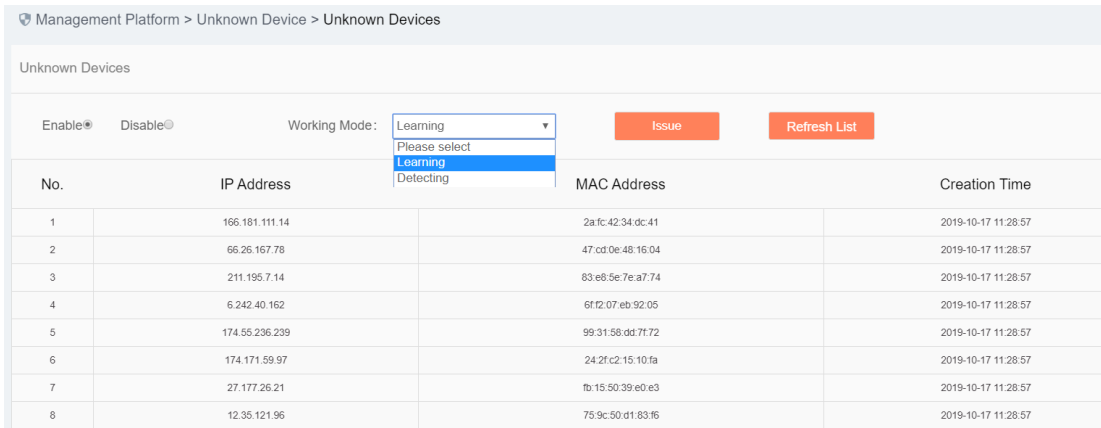 Management Platform > Unknown Device > Unknown Devices
Unknown Devices
Enable Disable Working Mode: Learning Issue Refresh List
Please select
Learning
Detecting
No. IP Address MAC Address Creation Time
1 166.181.111.14 2a:fc:42:34:dc:41 2019-10-17 11:28:57
2 66.26.167.78 47:cd:0e:48:16:04 2019-10-17 11:28:57
3 211.195.7.14 83:e8:5e:7e:a7:74 2019-10-17 11:28:57
4 6.242.40.162 6f:f2:07:eb:92:05 2019-10-17 11:28:57
5 174.55.236.239 99:31:58:dd:7f:72 2019-10-17 11:28:57
6 174.171.59.97 24:2f:c2:15:10:fa 2019-10-17 11:28:57
7 27.177.26.21 fb:15:50:39:e0:e3 2019-10-17 11:28:57
8 12.35.121.96 75:9c:50:d1:83:f6 2019-10-17 11:28:57